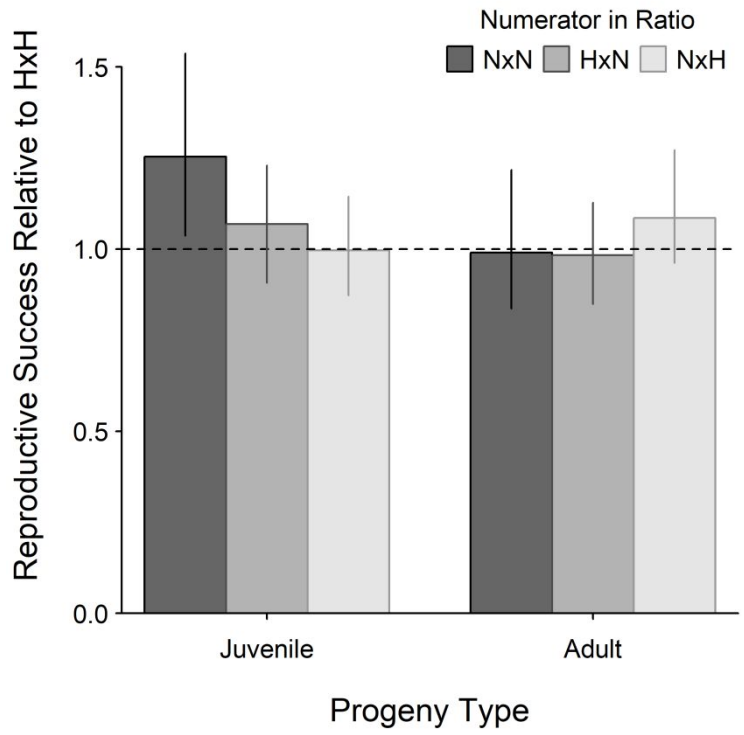 Numerator in Ratio
NxN HxN NxH
Reproductive Success Relative to HxH
1.5
1.0
0.5
0.0
Juvenile Adult
Progeny Type